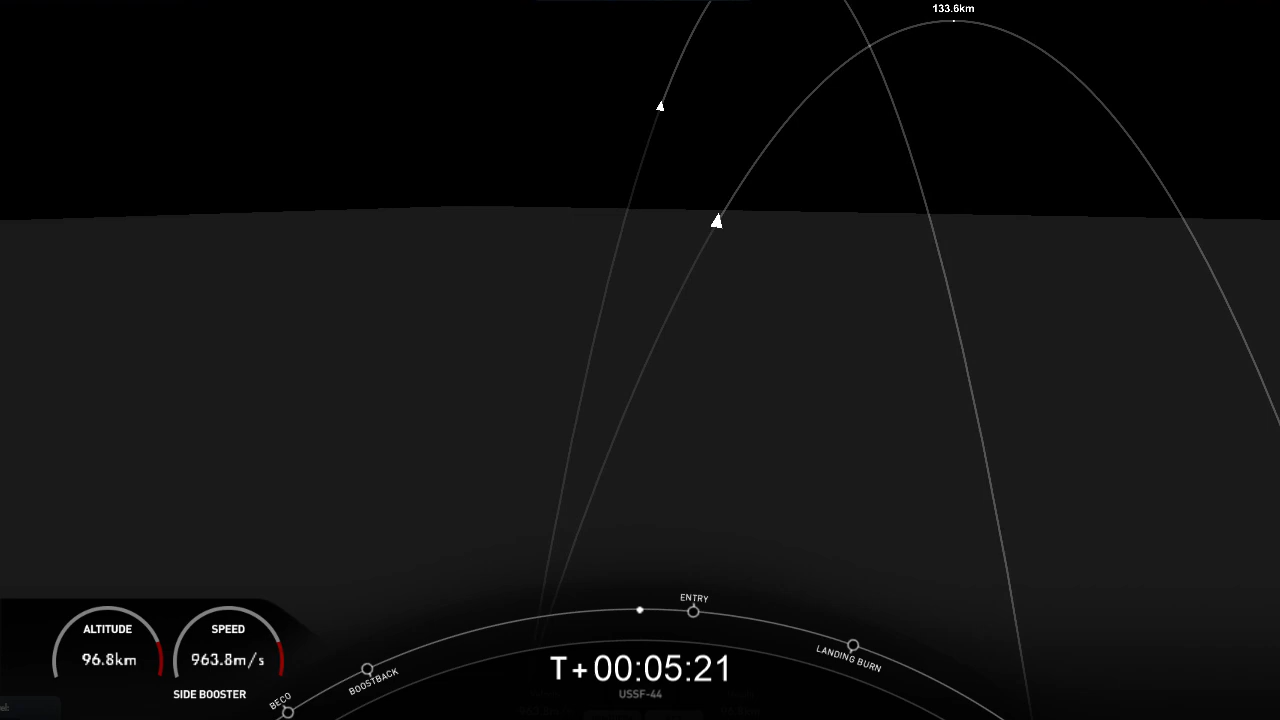 133.6km
ENTRY
LANDING BURN
BOOSTBACK
BECO
ALTITUDE
96.8km
SPEED
963.8m/s
SIDE BOOSTER
T+00:05:21
USSF-44